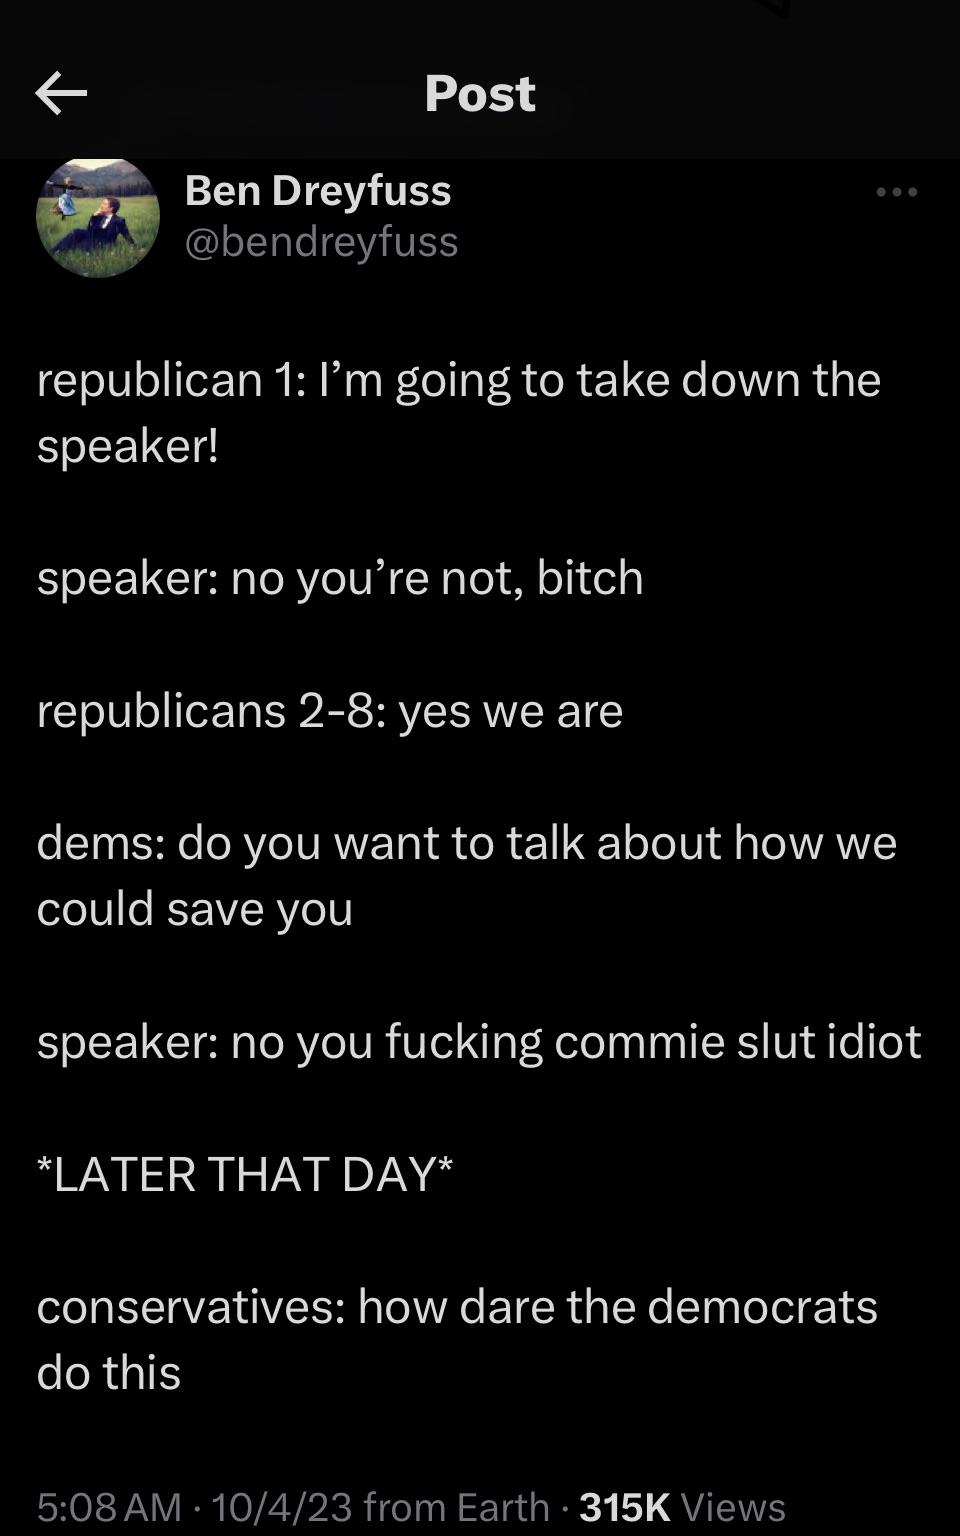 Post
Ben Dreyfuss
@bendreyfuss
republican 1: I’m going to take down the
speaker!
speaker: no you’re not, bitch
republicans 2-8: yes we are
dems: do you want to talk about how we
could save you
speaker: no you fucking commie slut idiot
*LATER THAT DAY*
conservatives: how dare the democrats
do this
5:08 AM · 10/4/23 from Earth · 315K Views